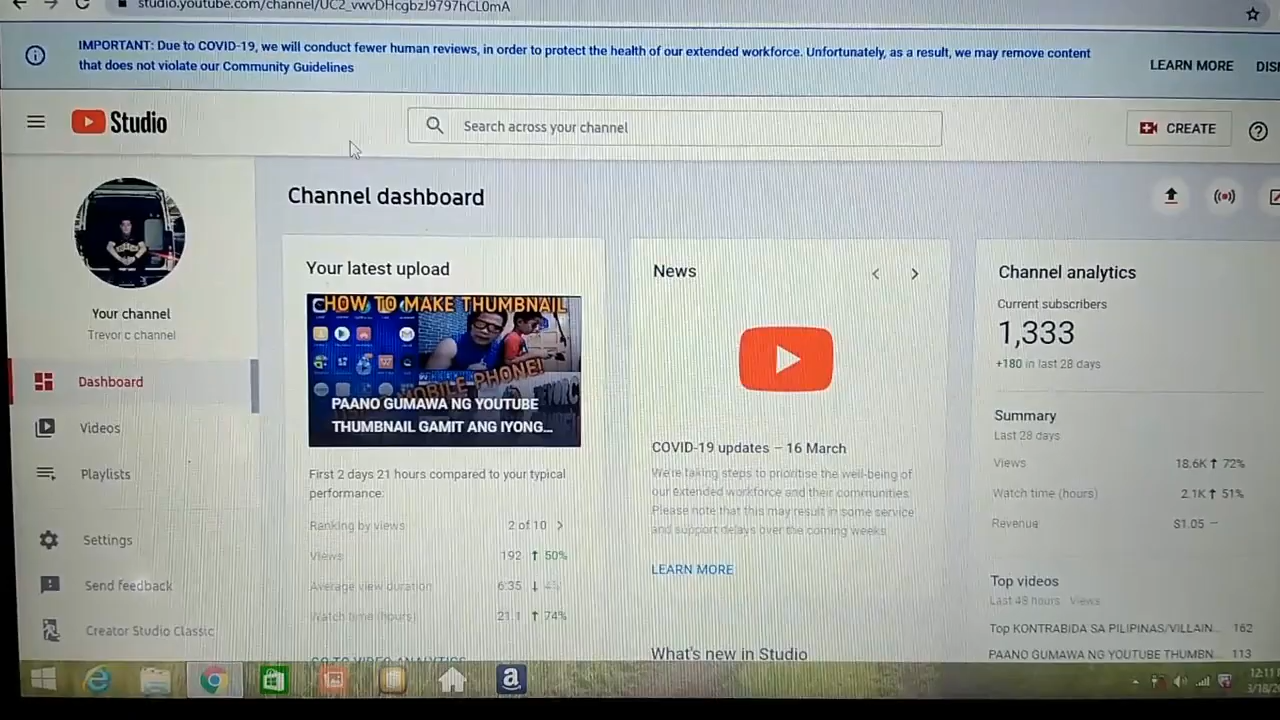 studio.youtube.com/channel/UC2_vwvDHcgbzJ9797hCL0mA
IMPORTANT: Due to COVID-19, we will conduct fewer human reviews, in order to protect the health of our extended workforce. Unfortunately, as a result, we may remove content
that does not violate our Community Guidelines
LEARN MORE
Studio
Search across your channel
CREATE
Channel dashboard
Your channel
Trevor c channel
Dashboard
Videos
Playlists
Settings
Send feedback
Creator Studio Classic
Your latest upload
HOW TO MAKE THUMBNAIL
MOBILE PHONE!
PAANO GUMAWA NG YOUTUBE
THUMBNAIL GAMIT ANG IYONG...
First 2 days 21 hours compared to your typical
performance:
Ranking by views 2 of 10
Views 192 50%
Average view duration 6:35
Watch time (hours) 21.1 74%
GO TO VIDEO ANALYTICS
News
COVID-19 updates – 16 March
We're taking steps to prioritise the well-being of
our extended workforce and their communities.
Please note that this may result in some service
and support delays over the coming weeks.
LEARN MORE
What's new in Studio
Channel analytics
Current subscribers
1,333
+180 in last 28 days
Summary
Last 28 days
Views 18.6K 72%
Watch time (hours) 2.1K 51%
Revenue $1.05 —
Top videos
Last 48 hours · Views
Top KONTRABIDA SA PILIPINAS/VILLAIN... 162
PAANO GUMAWA NG YOUTUBE THUMBN... 113
12:11